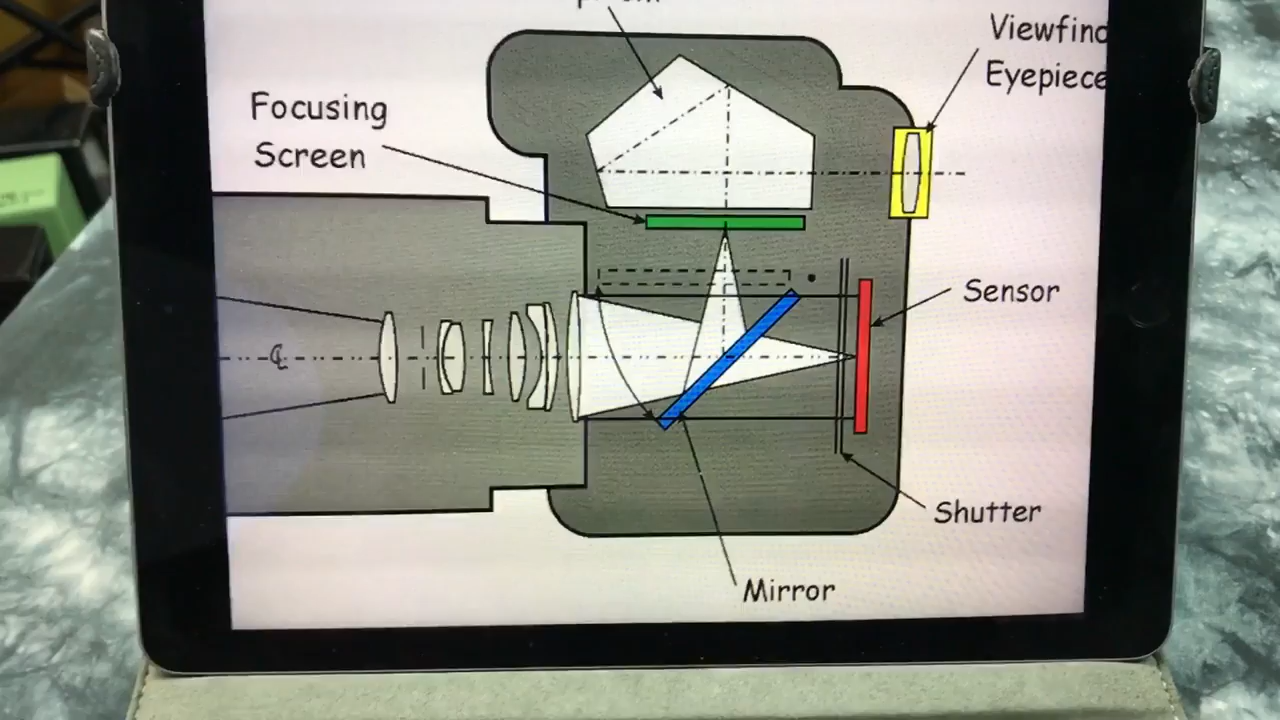 Viewfind
Eyepiece
Focusing
Screen
Sensor
℄
Shutter
Mirror